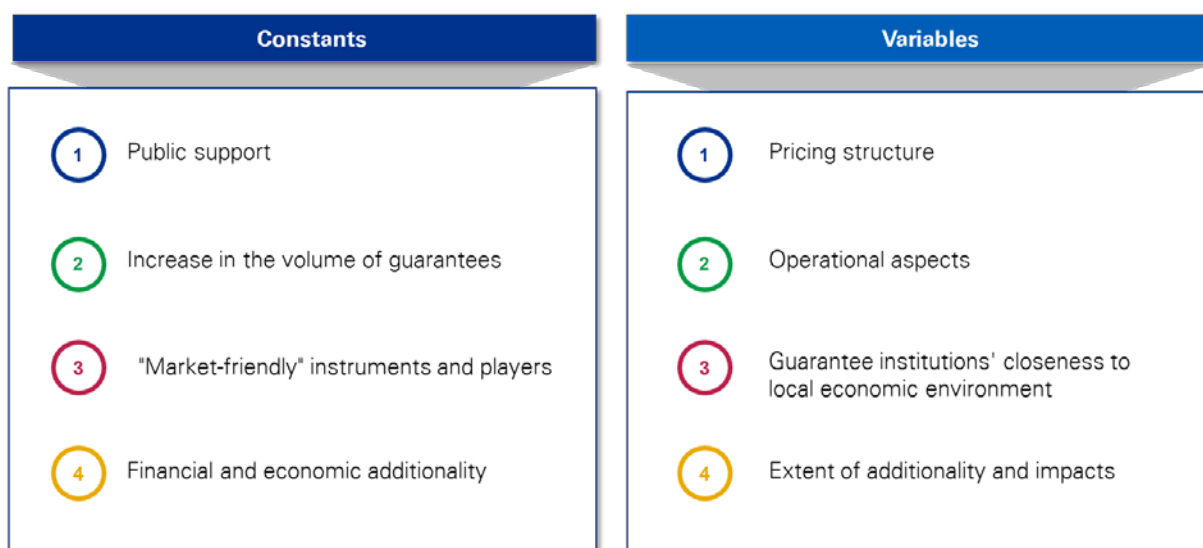 Constants
1
Public support
2
Increase in the volume of guarantees
3
"Market-friendly" instruments and players
4
Financial and economic additionality
Variables
1
Pricing structure
2
Operational aspects
3
Guarantee institutions' closeness to
local economic environment
4
Extent of additionality and impacts